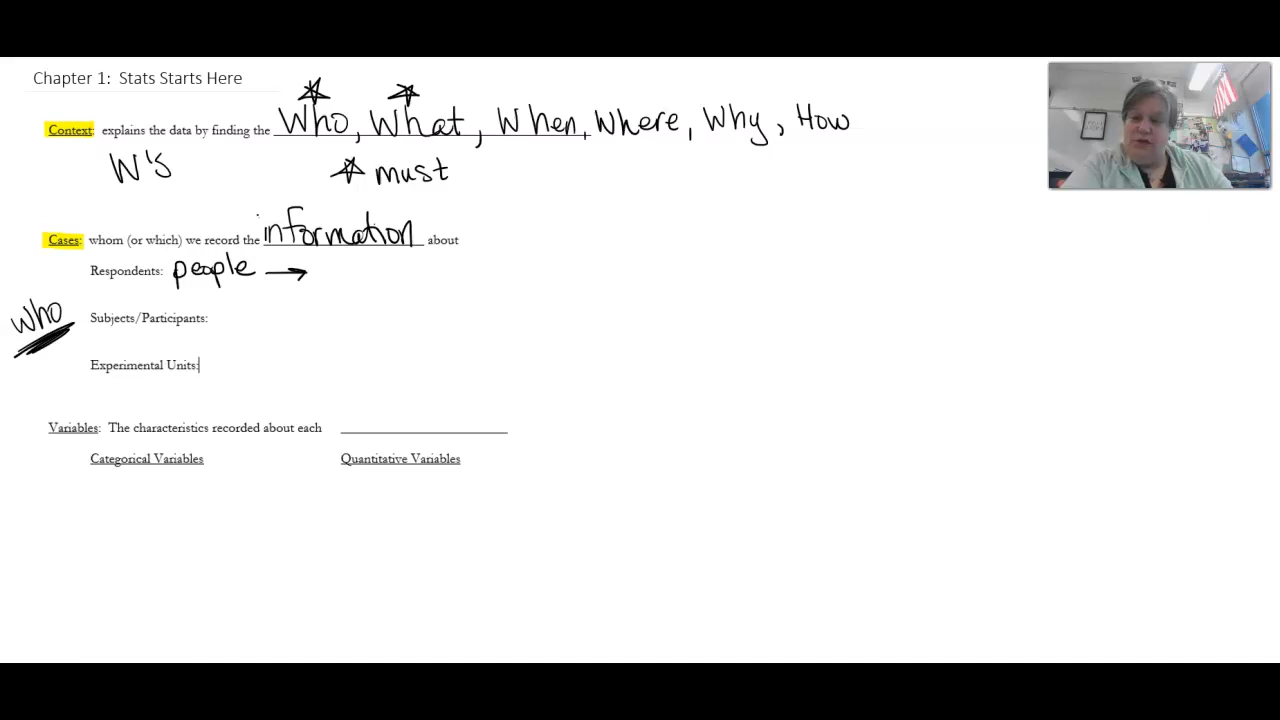 Chapter 1: Stats Starts Here
Context: explains the data by finding the Who, What, When, Where, Why, How
W's
must
Cases: whom (or which) we record the information about
Respondents: people →
who
Subjects/Participants:
Experimental Units:
Variables: The characteristics recorded about each ____________
Categorical Variables Quantitative Variables